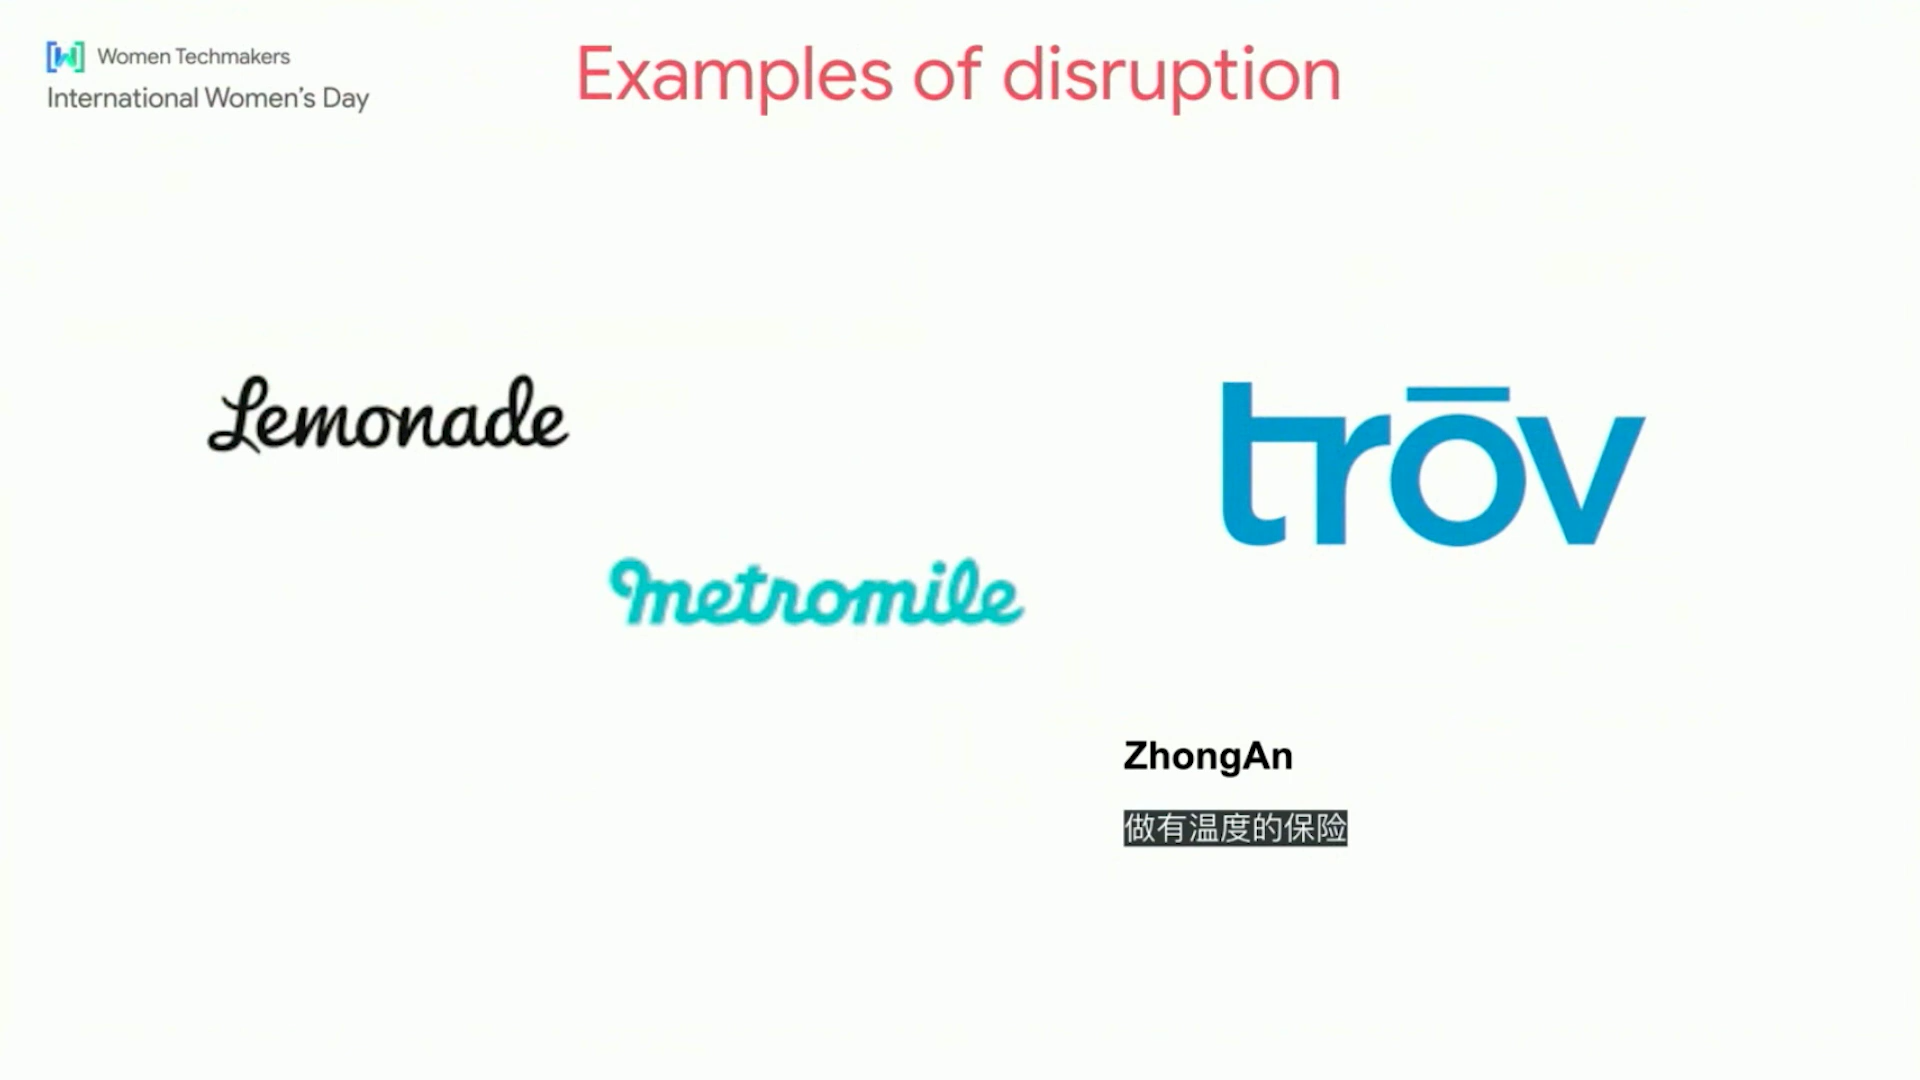 Women Techmakers
International Women's Day
Examples of disruption
Lemonade
trōv
metromile
ZhongAn
做有温度的保险